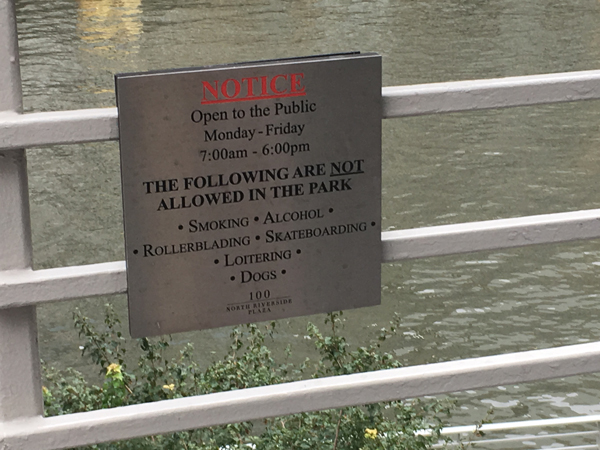 NOTICE
Open to the Public
Monday - Friday
7:00am - 6:00pm
THE FOLLOWING ARE NOT
ALLOWED IN THE PARK
• SMOKING • ALCOHOL •
• ROLLERBLADING • SKATEBOARDING •
• LOITERING •
• DOGS •
100
NORTH RIVERSIDE
PLAZA